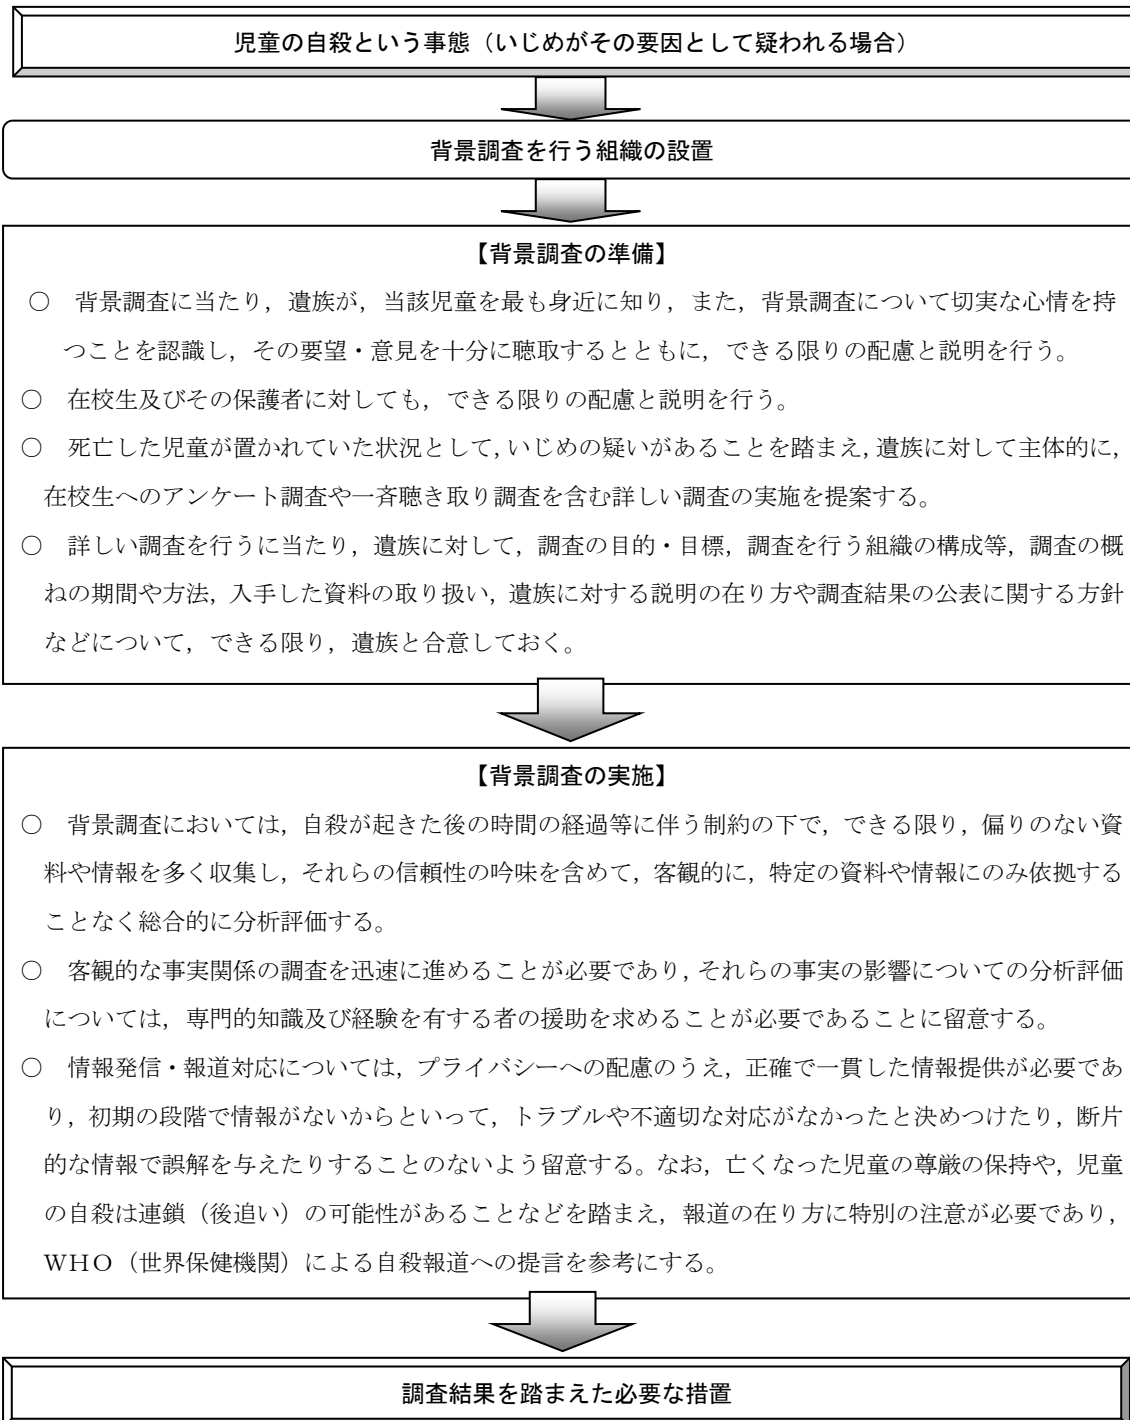 児童の自殺という事態（いじめがその要因として疑われる場合）
背景調査を行う組織の設置
【背景調査の準備】
○　背景調査に当たり，遺族が，当該児童を最も身近に知り，また，背景調査について切実な心情を持
つことを認識し，その要望・意見を十分に聴取するとともに，できる限りの配慮と説明を行う。
○　在校生及びその保護者に対しても，できる限りの配慮と説明を行う。
○　死亡した児童が置かれていた状況として，いじめの疑いがあることを踏まえ，遺族に対して主体的に，
在校生へのアンケート調査や一斉聴き取り調査を含む詳しい調査の実施を提案する。
○　詳しい調査を行うに当たり，遺族に対して，調査の目的・目標，調査を行う組織の構成等，調査の概
ねの期間や方法，入手した資料の取り扱い，遺族に対する説明の在り方や調査結果の公表に関する方針
などについて，できる限り，遺族と合意しておく。
【背景調査の実施】
○　背景調査においては，自殺が起きた後の時間の経過等に伴う制約の下で，できる限り，偏りのない資
料や情報を多く収集し，それらの信頼性の吟味を含めて，客観的に，特定の資料や情報にのみ依拠する
ことなく総合的に分析評価する。
○　客観的な事実関係の調査を迅速に進めることが必要であり，それらの事実の影響についての分析評価
については，専門的知識及び経験を有する者の援助を求めることが必要であることに留意する。
○　情報発信・報道対応については，プライバシーへの配慮のうえ，正確で一貫した情報提供が必要であ
り，初期の段階で情報がないからといって，トラブルや不適切な対応がなかったと決めつけたり，断片
的な情報で誤解を与えたりすることのないよう留意する。なお，亡くなった児童の尊厳の保持や，児童
の自殺は連鎖（後追い）の可能性があることなどを踏まえ，報道の在り方に特別の注意が必要であり，
ＷＨＯ（世界保健機関）による自殺報道への提言を参考にする。
調査結果を踏まえた必要な措置